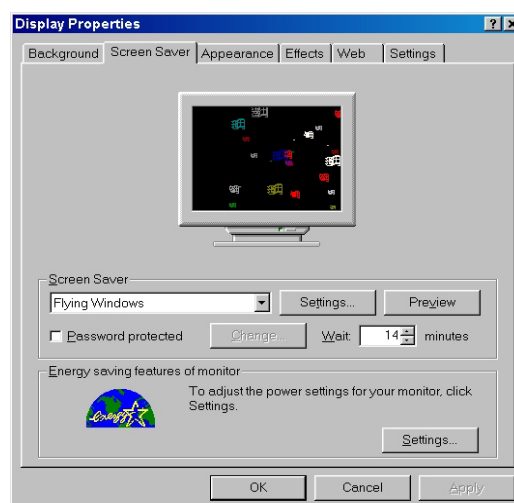 Display Properties
Background Screen Saver Appearance Effects Web Settings
Screen Saver
Flying Windows Settings... Preview
Password protected Change... Wait: 14 minutes
Energy saving features of monitor
To adjust the power settings for your monitor, click
Settings.
Energy
Settings...
OK Cancel Apply